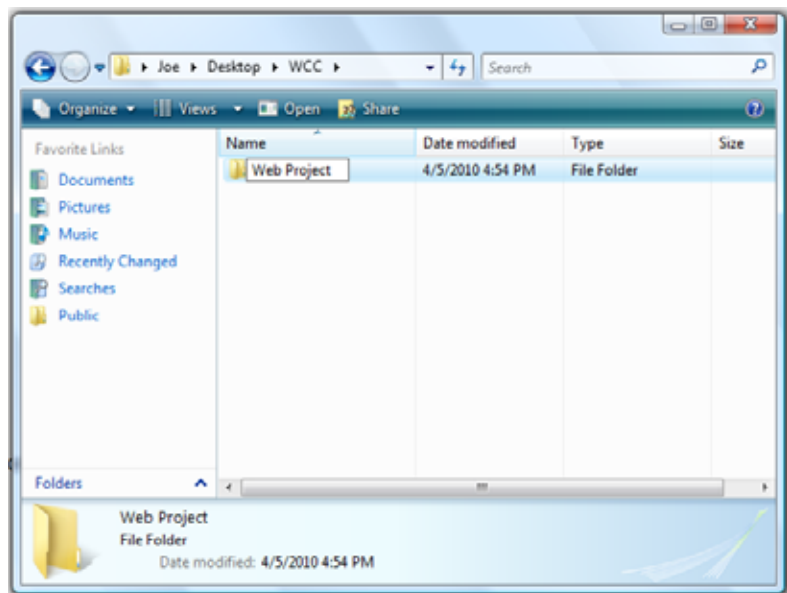 Joe Desktop WCC Search
Organize Views Open Share
Favorite Links
Documents
Pictures
Music
Recently Changed
Searches
Public
Folders
Name Date modified Type Size
Web Project 4/5/2010 4:54 PM File Folder
Web Project
File Folder
Date modified: 4/5/2010 4:54 PM